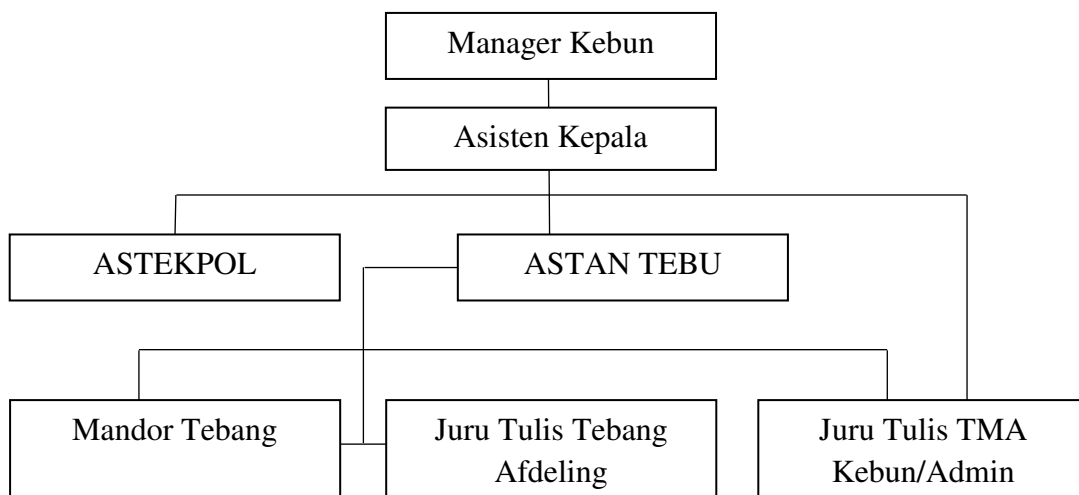 Manager Kebun
Asisten Kepala
ASTEKPOL
ASTAN TEBU
Mandor Tebang
Juru Tulis Tebang
Afdeling
Juru Tulis TMA
Kebun/Admin